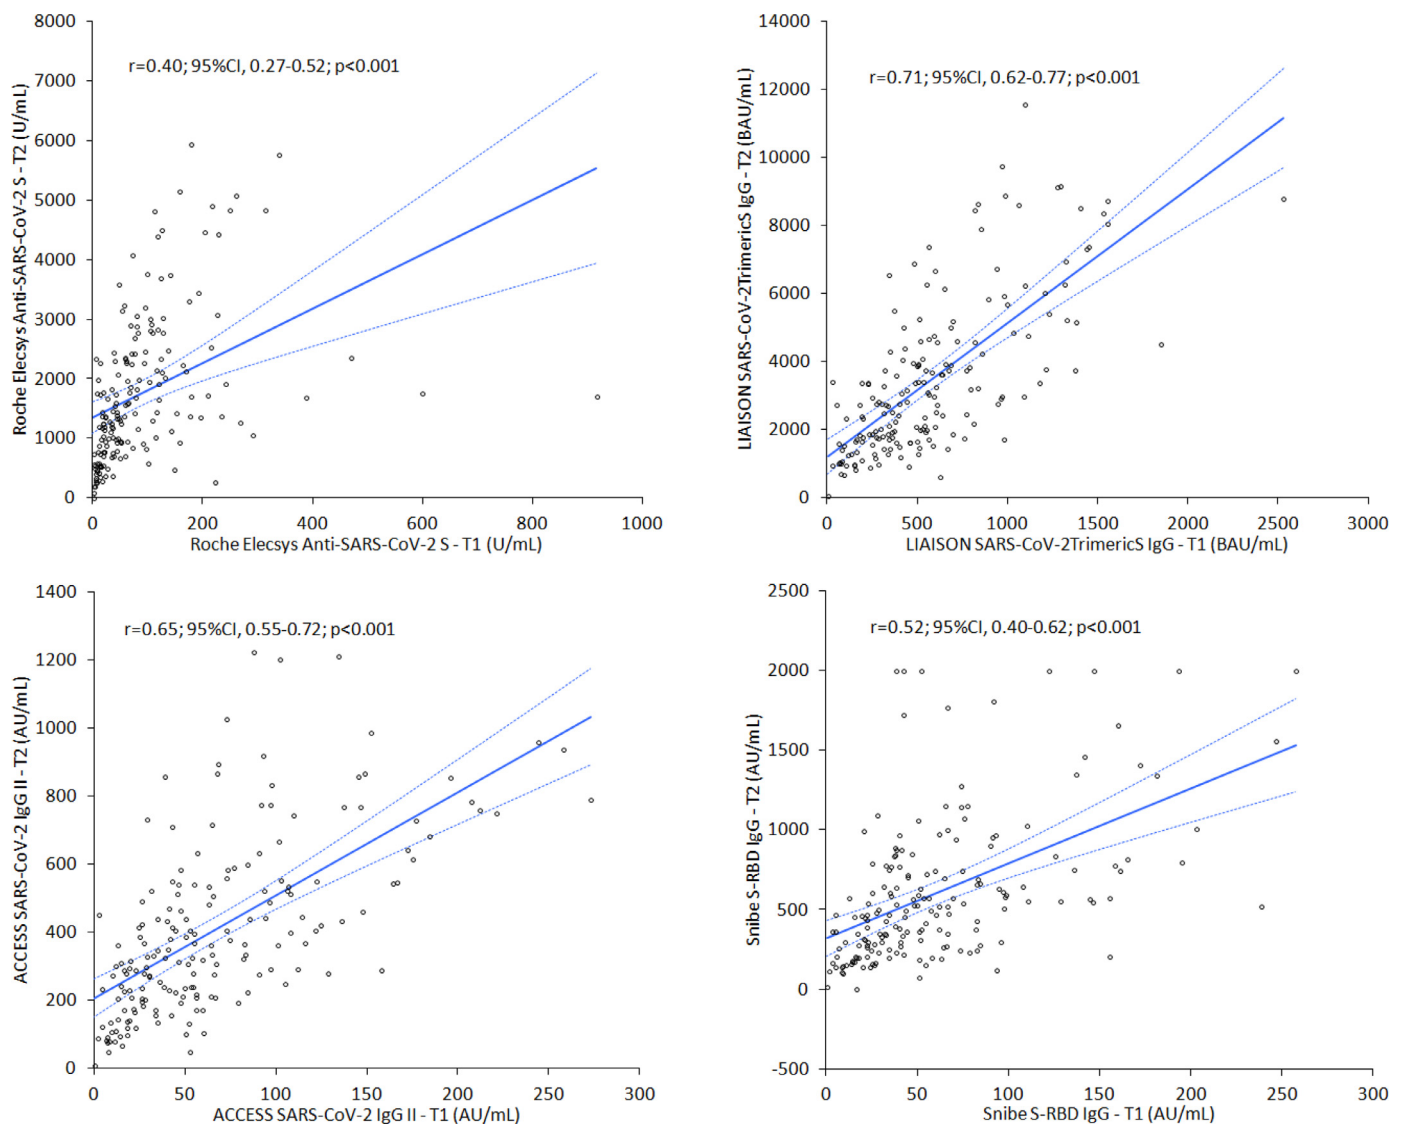 8000
7000
6000
5000
4000
3000
2000
1000
0
0 200 400 600 800 1000
r=0.40; 95%CI, 0.27-0.52; p<0.001
Roche Elecsys Anti-SARS-CoV-2 S - T2 (U/mL)
Roche Elecsys Anti-SARS-CoV-2 S - T1 (U/mL)
14000
12000
10000
8000
6000
4000
2000
0
0 500 1000 1500 2000 2500 3000
r=0.71; 95%CI, 0.62-0.77; p<0.001
LIAISON SARS-CoV-2TrimericS IgG - T2 (BAU/mL)
LIAISON SARS-CoV-2TrimericS IgG - T1 (BAU/mL)
1400
1200
1000
800
600
400
200
0
0 50 100 150 200 250 300
r=0.65; 95%CI, 0.55-0.72; p<0.001
ACCESS SARS-CoV-2 IgG II - T2 (AU/mL)
ACCESS SARS-CoV-2 IgG II - T1 (AU/mL)
2500
2000
1500
1000
500
0
-500
0 50 100 150 200 250 300
r=0.52; 95%CI, 0.40-0.62; p<0.001
Snibe S-RBD IgG - T2 (AU/mL)
Snibe S-RBD IgG - T1 (AU/mL)